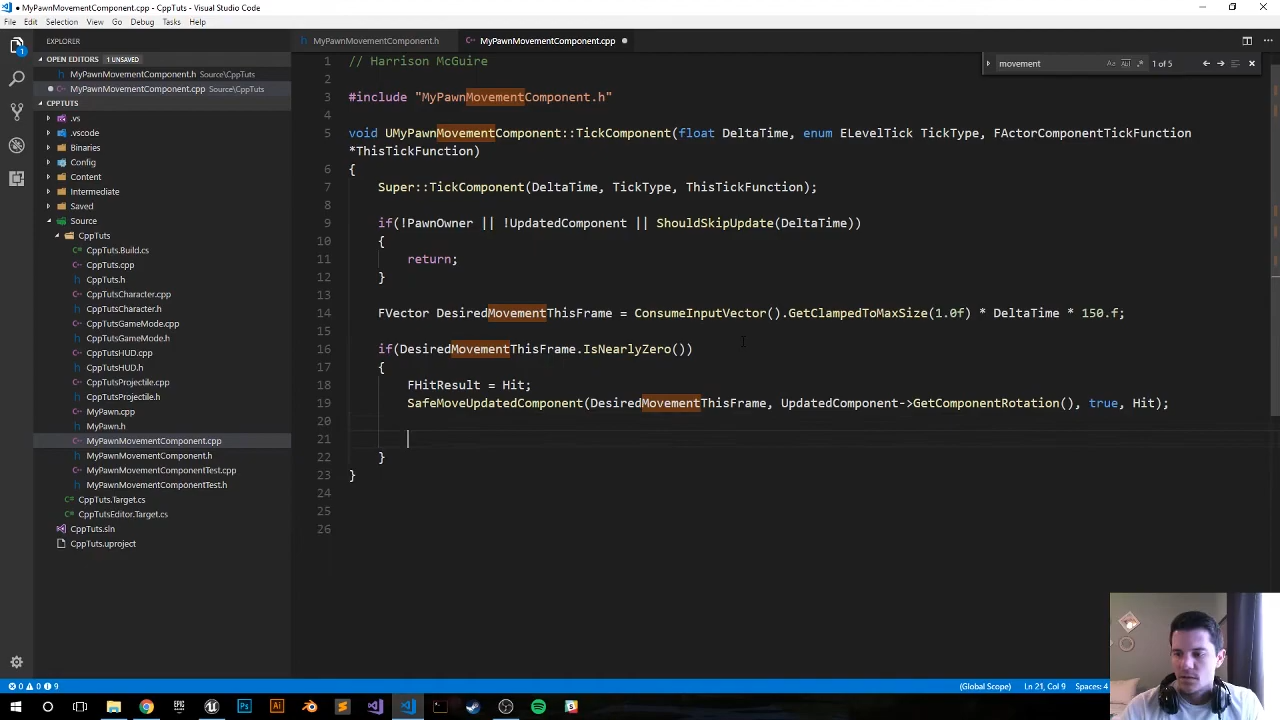 MyPawnMovementComponent.cpp - CppTuts - Visual Studio Code
File Edit Selection View Go Debug Tasks Help
EXPLORER
OPEN EDITORS 1 UNSAVED
MyPawnMovementComponent.h Source\CppTuts
MyPawnMovementComponent.cpp Source\CppTuts
CPPTUTS
.vs
.vscode
Binaries
Config
Content
Intermediate
Saved
Source
CppTuts
CppTuts.Build.cs
CppTuts.cpp
CppTuts.h
CppTutsCharacter.cpp
CppTutsCharacter.h
CppTutsGameMode.cpp
CppTutsGameMode.h
CppTutsHUD.cpp
CppTutsHUD.h
CppTutsProjectile.cpp
CppTutsProjectile.h
MyPawn.cpp
MyPawn.h
MyPawnMovementComponent.cpp
MyPawnMovementComponent.h
MyPawnMovementComponentTest.cpp
MyPawnMovementComponentTest.h
CppTuts.Target.cs
CppTutsEditor.Target.cs
CppTuts.sln
CppTuts.uproject
MyPawnMovementComponent.h MyPawnMovementComponent.cpp
movement 1 of 5
1 // Harrison McGuire
2
3 #include "MyPawnMovementComponent.h"
4
5 void UMyPawnMovementComponent::TickComponent(float DeltaTime, enum ELevelTick TickType, FActorComponentTickFunction
*ThisTickFunction)
6 {
7 Super::TickComponent(DeltaTime, TickType, ThisTickFunction);
8
9 if(!PawnOwner || !UpdatedComponent || ShouldSkipUpdate(DeltaTime))
10 {
11 return;
12 }
13
14 FVector DesiredMovementThisFrame = ConsumeInputVector().GetClampedToMaxSize(1.0f) * DeltaTime * 150.f;
15
16 if(DesiredMovementThisFrame.IsNearlyZero())
17 {
18 FHitResult = Hit;
19 SafeMoveUpdatedComponent(DesiredMovementThisFrame, UpdatedComponent->GetComponentRotation(), true, Hit);
20
21
22 }
23 }
24
25
26
0 0 9 (Global Scope) Ln 21, Col 9 Spaces: 4